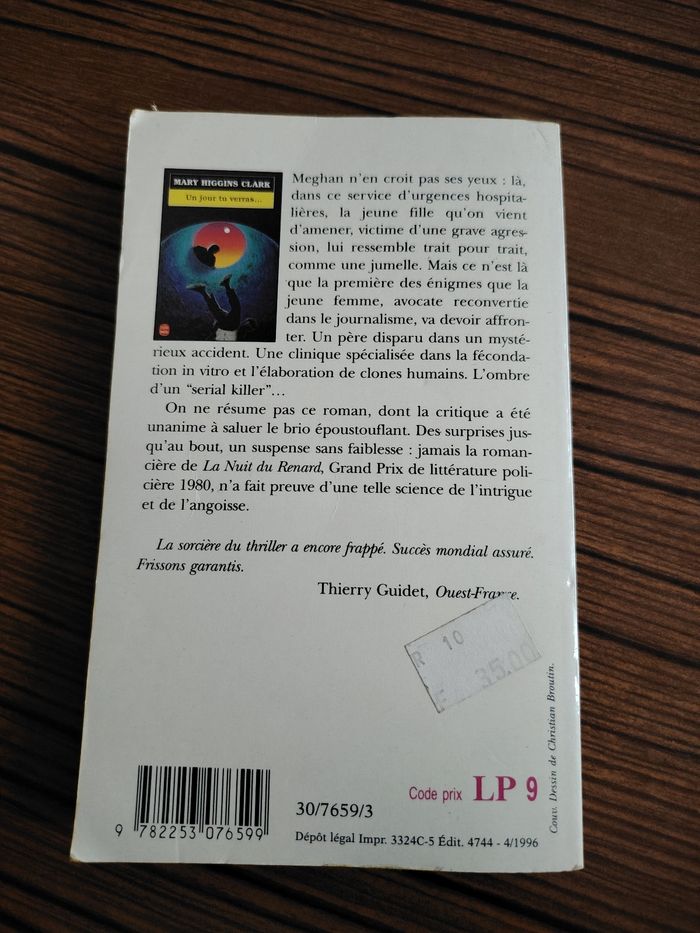 MARY HIGGINS CLARK
Un jour tu verras...
Meghan n'en croit pas ses yeux : là,
dans ce service d'urgences hospita-
lières, la jeune fille qu'on vient
d'amener, victime d'une grave agres-
sion, lui ressemble trait pour trait,
comme une jumelle. Mais ce n'est là
que la première des énigmes que la
jeune femme, avocate reconvertie
dans le journalisme, va devoir affron-
ter. Un père disparu dans un mysté-
rieux accident. Une clinique spécialisée dans la féconda-
tion in vitro et l'élaboration de clones humains. L'ombre
d'un "serial killer"...
On ne résume pas ce roman, dont la critique a été
unanime à saluer le brio époustouflant. Des surprises jus-
qu'au bout, un suspense sans faiblesse : jamais la roman-
cière de La Nuit du Renard, Grand Prix de littérature poli-
cière 1980, n'a fait preuve d'une telle science de l'intrigue
et de l'angoisse.
La sorcière du thriller a encore frappé. Succès mondial assuré.
Frissons garantis.
Thierry Guidet, Ouest-France.
R 10
F 35.00
Couv. Dessin de Christian Broutin.
Code prix LP 9
30/7659/3
Dépôt légal Impr. 3324C-5 Édit. 4744 - 4/1996
9 782253 076599